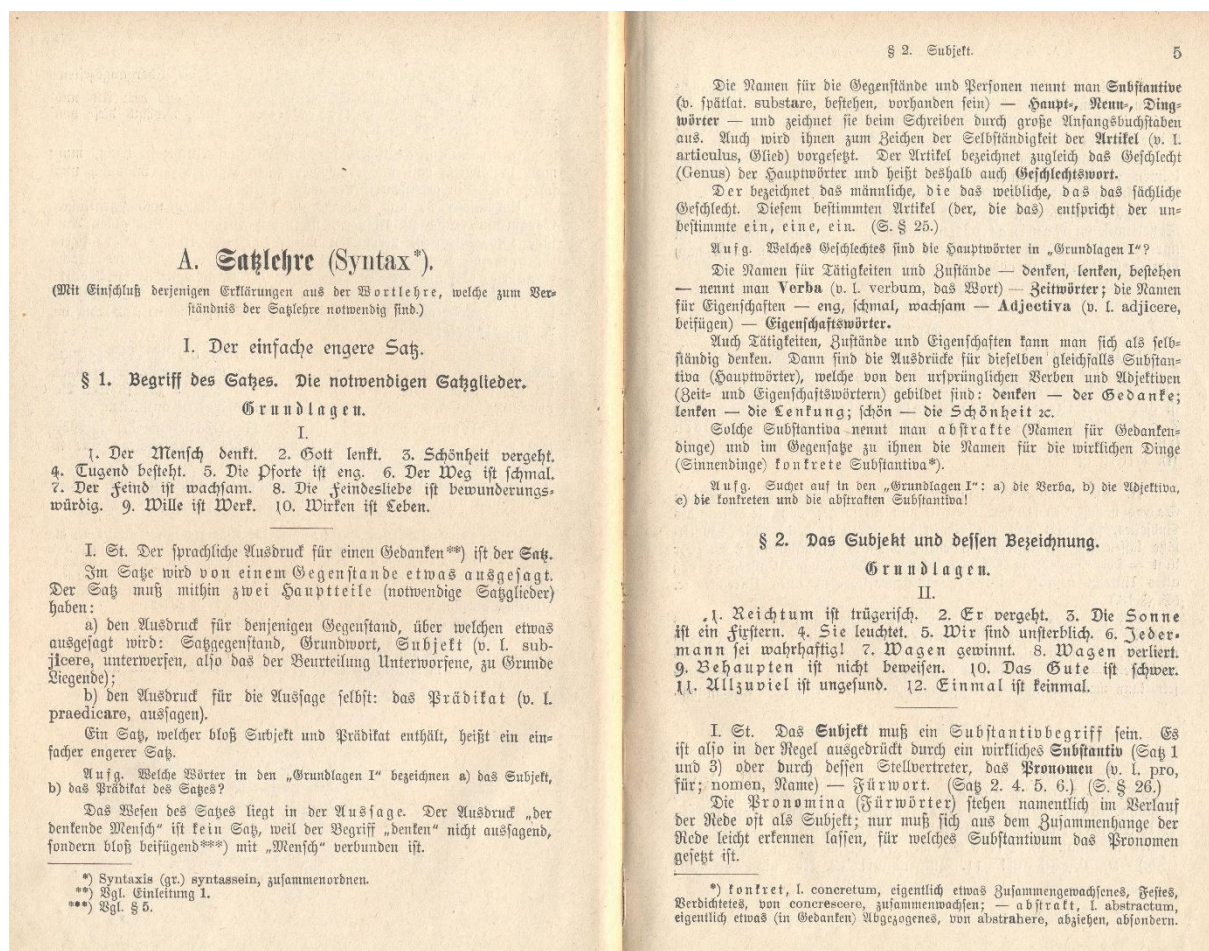 A. Satzlehre (Syntax*).
(Mit Einschluß derjenigen Erklärungen aus der Wortlehre, welche zum Ver-
ständnis der Satzlehre notwendig sind.)
I. Der einfache engere Satz.
§ 1. Begriff des Satzes. Die notwendigen Satzglieder.
Grundlagen.
I.
1. Der Mensch denkt. 2. Gott lenkt. 3. Schönheit vergeht.
4. Tugend besteht. 5. Die Pforte ist eng. 6. Der Weg ist schmal.
7. Der Feind ist wachsam. 8. Die Feindesliebe ist bewunderungs-
würdig. 9. Wille ist Werk. 10. Wirken ist Leben.
I. St. Der sprachliche Ausdruck für einen Gedanken**) ist der Satz.
Im Satze wird von einem Gegenstande etwas ausgesagt.
Der Satz muß mithin zwei Hauptteile (notwendige Satzglieder)
haben:
a) den Ausdruck für denjenigen Gegenstand, über welchen etwas
ausgesagt wird: Satzgegenstand, Grundwort, Subjekt (v. l. sub-
jicere, unterwerfen, also das der Beurteilung Unterworfene, zu Grunde
Liegende);
b) den Ausdruck für die Aussage selbst: das Prädikat (v. l.
praedicare, aussagen).
Ein Satz, welcher bloß Subjekt und Prädikat enthält, heißt ein ein-
facher engerer Satz.
Aufg. Welche Wörter in den „Grundlagen I“ bezeichnen a) das Subjekt,
b) das Prädikat des Satzes?
Das Wesen des Satzes liegt in der Aussage. Der Ausdruck „der
denkende Mensch“ ist kein Satz, weil der Begriff „denken“ nicht aussagend,
sondern bloß beifügend***) mit „Mensch“ verbunden ist.
*) Syntaxis (gr.) syntassein, zusammenordnen.
**) Vgl. Einleitung 1.
***) Vgl. § 5.
§ 2. Subjekt. 5
Die Namen für die Gegenstände und Personen nennt man Substantive
(v. spätlat. substare, bestehen, vorhanden sein) — Haupt-, Nenn-, Ding-
wörter — und zeichnet sie beim Schreiben durch große Anfangsbuchstaben
aus. Auch wird ihnen zum Zeichen der Selbständigkeit der Artikel (v. l.
articulus, Glied) vorgesetzt. Der Artikel bezeichnet zugleich das Geschlecht
(Genus) der Hauptwörter und heißt deshalb auch Geschlechtswort.
Der bezeichnet das männliche, die das weibliche, das das sächliche
Geschlecht. Diesem bestimmten Artikel (der, die das) entspricht der un-
bestimmte ein, eine, ein. (S. § 25.)
Aufg. Welches Geschlechtes sind die Hauptwörter in „Grundlagen I“?
Die Namen für Tätigkeiten und Zustände — denken, lenken, bestehen
— nennt man Verba (v. l. verbum, das Wort) — Zeitwörter; die Namen
für Eigenschaften — eng, schmal, wachsam — Adjectiva (v. l. adjicere,
beifügen) — Eigenschaftswörter.
Auch Tätigkeiten, Zustände und Eigenschaften kann man sich als selb-
ständig denken. Dann sind die Ausdrücke für dieselben gleichfalls Substan-
tiva (Hauptwörter), welche von den ursprünglichen Verben und Adjektiven
(Zeit- und Eigenschaftswörtern) gebildet sind: denken — der Gedanke;
lenken — die Lenkung; schön — die Schönheit ꝛc.
Solche Substantiva nennt man abstrakte (Namen für Gedanken-
dinge) und im Gegensatze zu ihnen die Namen für die wirklichen Dinge
(Sinnendinge) konkrete Substantiva*).
Aufg. Suchet auf in den „Grundlagen I“: a) die Verba, b) die Adjektiva,
c) die konkreten und die abstrakten Substantiva!
§ 2. Das Subjekt und dessen Bezeichnung.
Grundlagen.
II.
1. Reichtum ist trügerisch. 2. Er vergeht. 3. Die Sonne
ist ein Fixstern. 4. Sie leuchtet. 5. Wir sind unsterblich. 6. Jeder-
mann sei wahrhaftig! 7. Wagen gewinnt. 8. Wagen verliert.
9. Behaupten ist nicht beweisen. 10. Das Gute ist schwer.
11. Allzuviel ist ungesund. 12. Einmal ist keinmal.
I. St. Das Subjekt muß ein Substantivbegriff sein. Es
ist also in der Regel ausgedrückt durch ein wirkliches Substantiv (Satz 1
und 3) oder durch dessen Stellvertreter, das Pronomen (v. l. pro,
für; nomen, Name) — Fürwort. (Satz 2. 4. 5. 6.) (S. § 26.)
Die Pronomina (Fürwörter) stehen namentlich im Verlauf
der Rede oft als Subjekt; nur muß sich aus dem Zusammenhange der
Rede leicht erkennen lassen, für welches Substantivum das Pronomen
gesetzt ist.
*) konkret, l. concretum, eigentlich etwas Zusammengewachsenes, Festes,
Verdichtetes, von concrescere, zusammenwachsen; — abstrakt, l. abstractum,
eigentlich etwas (in Gedanken) Abgezogenes, von abstrahere, abziehen, absondern.